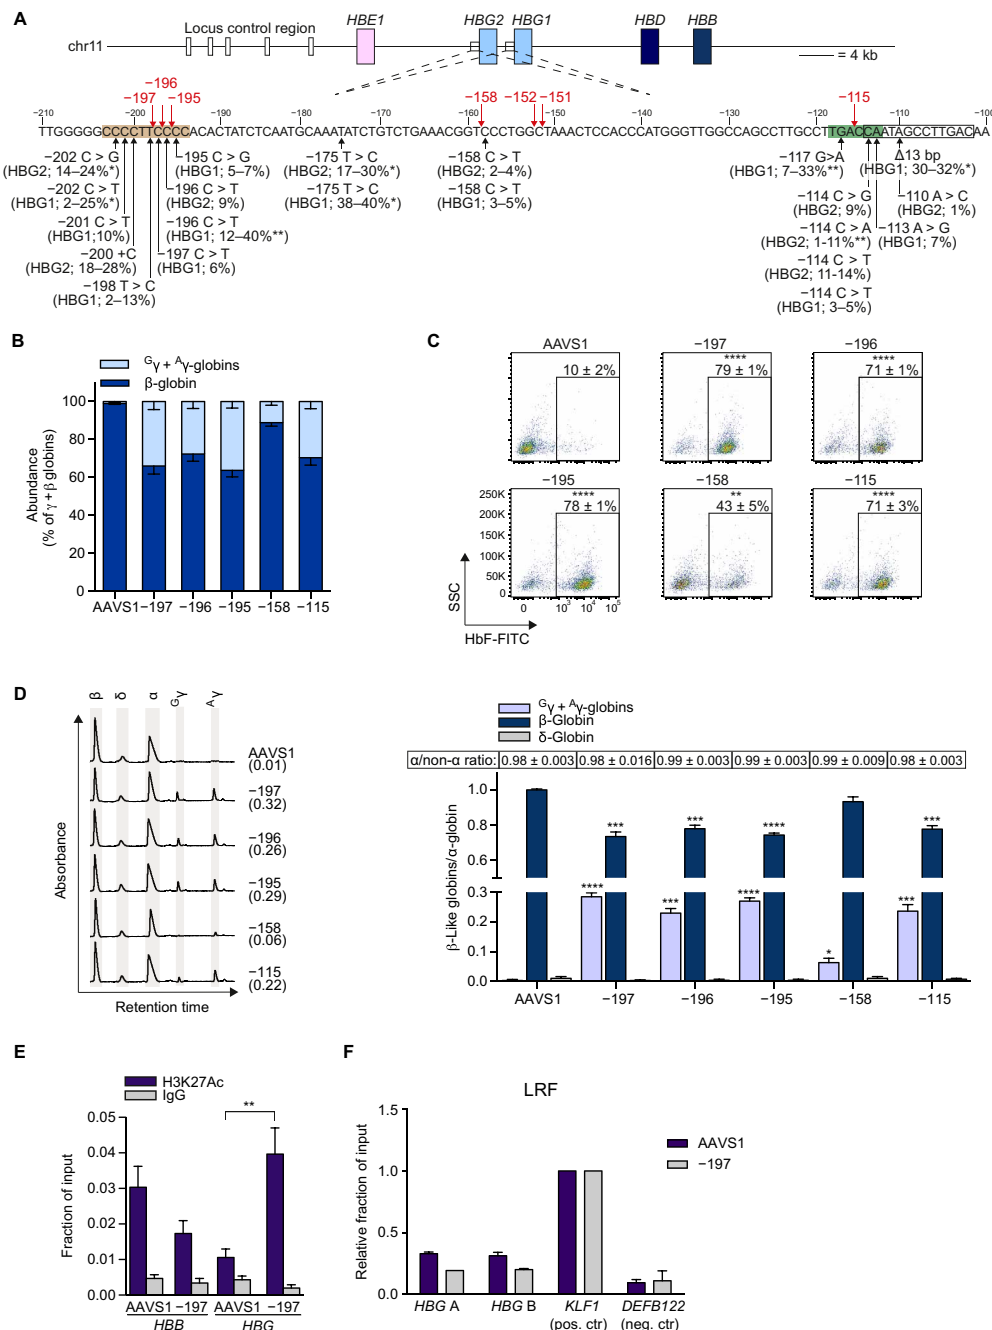 A
Locus control region
HBE1
HBG2
HBG1
HBD
HBB
chr11
= 4 kb
−196
−197
−195
−158
−152
−151
−115
−210
−200
−190
−180
−170
−160
−150
−140
−130
−120
−110
−100
TTGGGGGCCCCTTCCCCACACTATCTCAATGCAAATATCTGTCTGAAACGGTCCCTGGCTAAACTCCACCCATGGGTTGGCCAGCCTTGCCTTGACCAATAGCCTTGACAA
−202 C > G
(HBG2; 14–24%*)
−202 C > T
(HBG1; 2–25%*)
−201 C > T
(HBG1;10%)
−200 +C
(HBG2; 18–28%)
−198 T > C
(HBG1; 2–13%)
−195 C > G
(HBG1; 5–7%)
−196 C > T
(HBG2; 9%)
−196 C > T
(HBG1; 12–40%**)
−197 C > T
(HBG1; 6%)
−175 T > C
(HBG2; 17–30%*)
−175 T > C
(HBG1; 38–40%*)
−158 C > T
(HBG2; 2–4%)
−158 C > T
(HBG1; 3–5%)
−117 G>A
(HBG1; 7–33%**)
Δ13 bp
(HBG1; 30–32%*)
−114 C > G
(HBG2; 9%)
−114 C > A
(HBG2; 1-11%**)
−114 C > T
(HBG2; 11-14%)
−114 C > T
(HBG1; 3–5%)
−110 A > C
(HBG2; 1%)
−113 A > G
(HBG1; 7%)
B
Gγ + Aγ-globins
β-globin
Abundance
(% of γ + β globins)
100
80
60
40
20
0
AAVS1 −197 −196 −195 −158 −115
C
AAVS1
10 ± 2%
−197
****
79 ± 1%
−196
****
71 ± 1%
−195
****
78 ± 1%
−158
**
43 ± 5%
−115
****
71 ± 3%
250K
200K
150K
100K
50K
0
0 10³ 10⁴ 10⁵
SSC
HbF-FITC
D
β δ α Gγ Aγ
Absorbance
Retention time
AAVS1
(0.01)
−197
(0.32)
−196
(0.26)
−195
(0.29)
−158
(0.06)
−115
(0.22)
Gγ + Aγ-globins
β-Globin
δ-Globin
α/non-α ratio: 0.98 ± 0.003 0.98 ± 0.016 0.99 ± 0.003 0.99 ± 0.003 0.99 ± 0.009 0.98 ± 0.003
β-Like globins/α-globin
1.0
0.8
0.6
0.3
0.2
0.1
0.0
**** *** *** *** **** **** * *** ***
AAVS1 −197 −196 −195 −158 −115
E
H3K27Ac
IgG
**
Fraction of input
0.05
0.04
0.03
0.02
0.01
0.00
AAVS1 −197 AAVS1 −197
HBB HBG
F
LRF
AAVS1
−197
Relative fraction of input
1.5
1.0
0.5
0.0
HBG A HBG B KLF1 DEFB122
(pos. ctr) (neg. ctr)